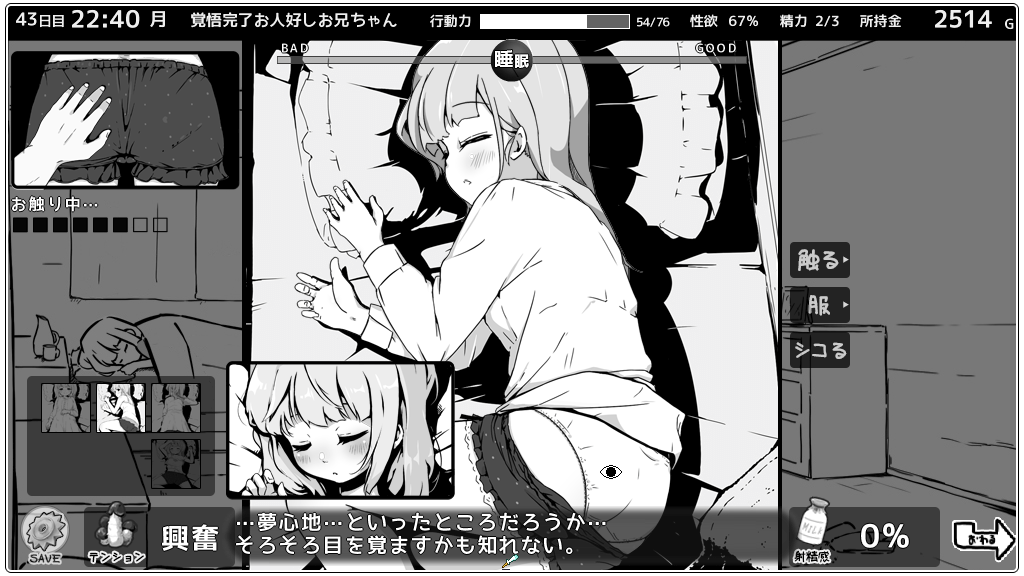 43日目 22:40 月 覚悟完了お人好しお兄ちゃん 行動力 54/76 性欲 67% 精力 2/3 所持金 2514 G
BAD GOOD
睡眠
お触り中…
触る
服
シコる
…夢心地…といったところだろうか…
そろそろ目を覚ますかも知れない。
SAVE
テンション
興奮
MILK
射精感
0%
おわる